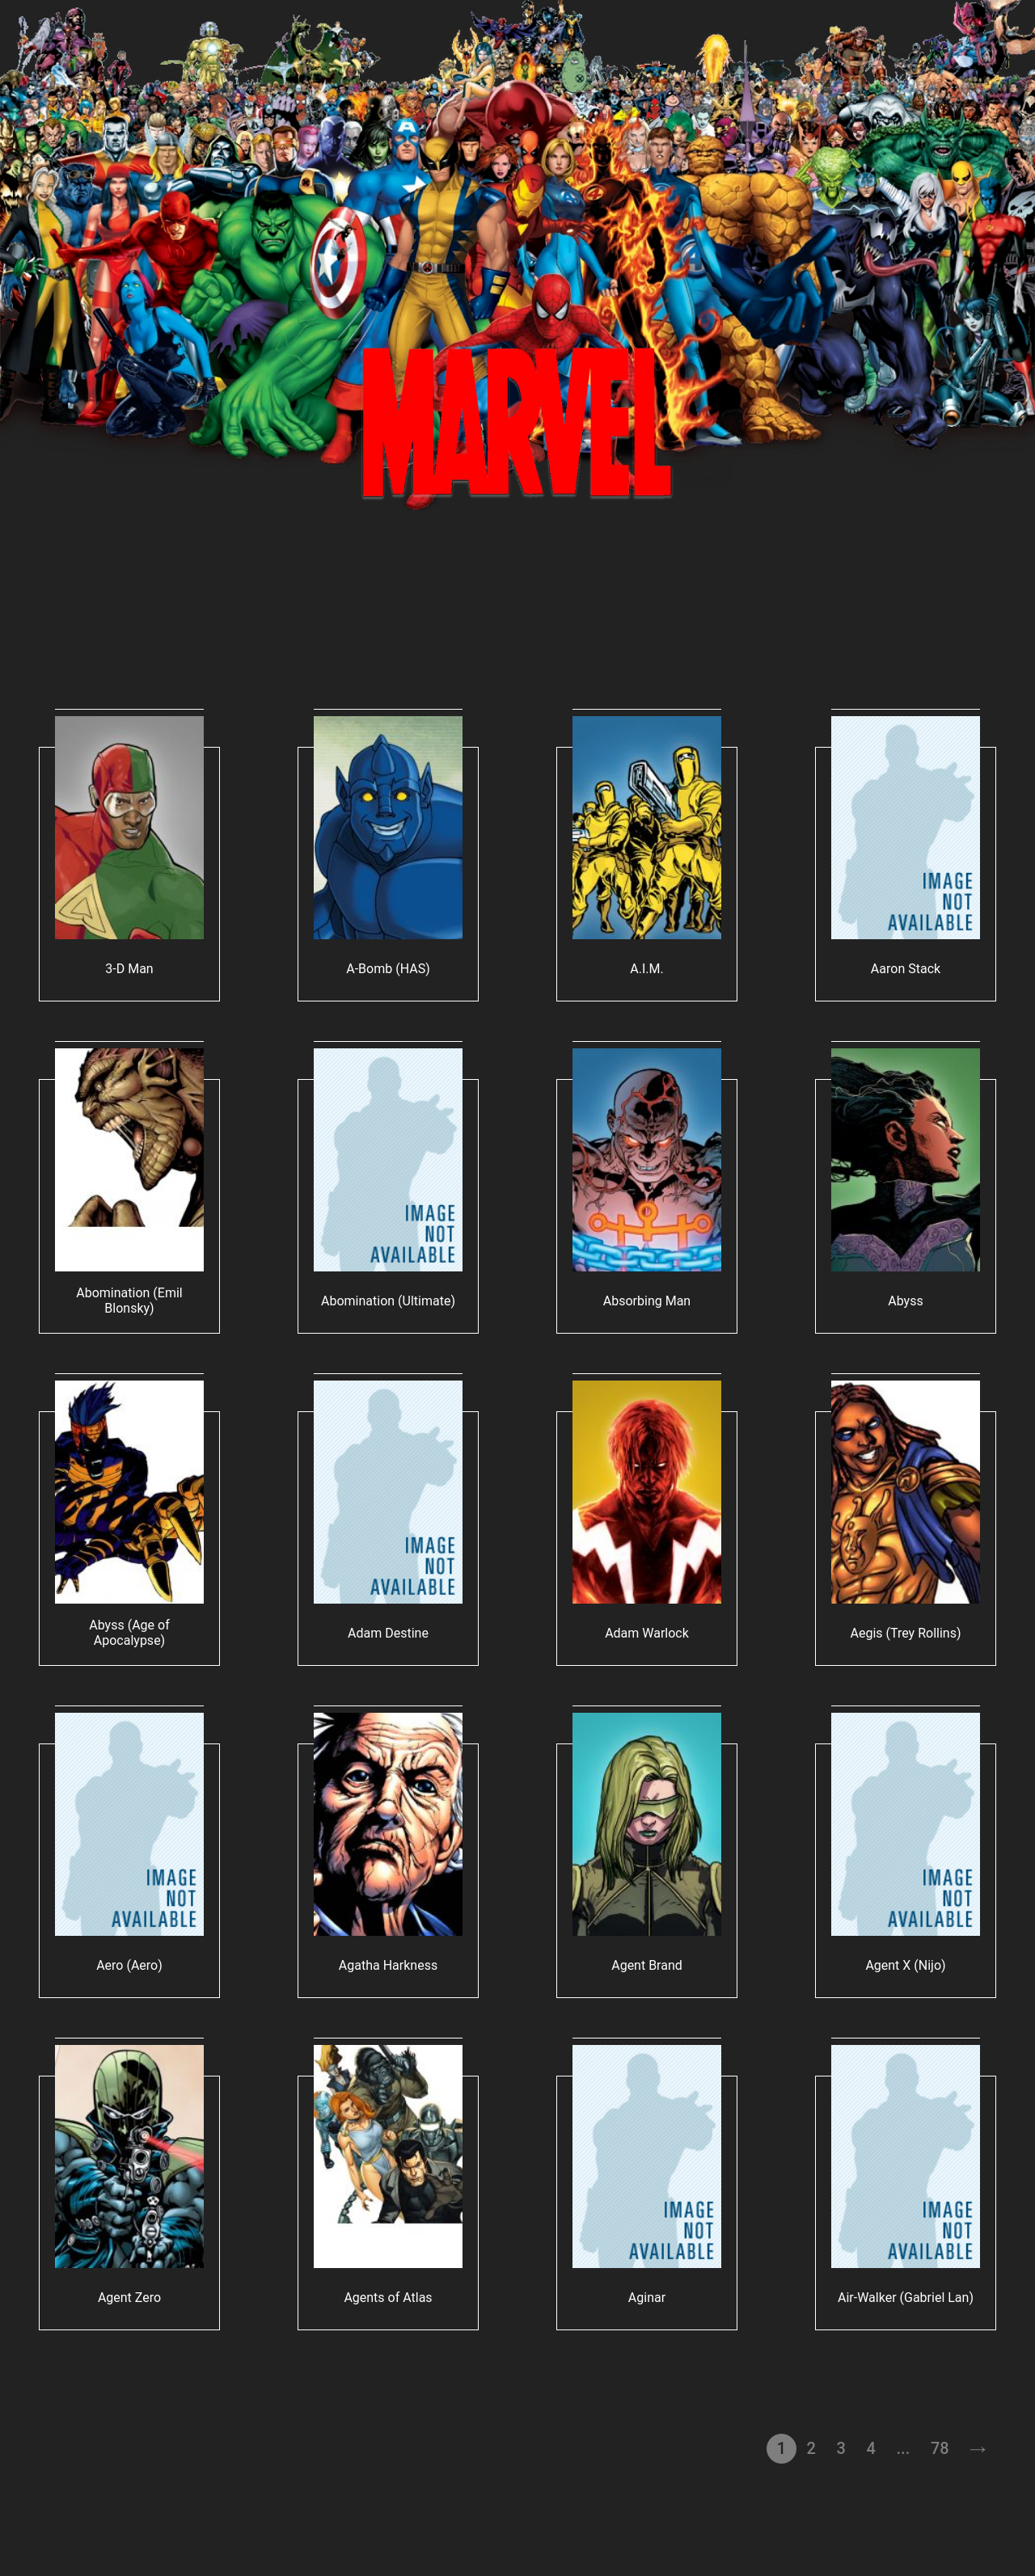 MARVEL
IMAGE
NOT
AVAILABLE
3-D Man
A-Bomb (HAS)
A.I.M.
Aaron Stack
IMAGE
NOT
AVAILABLE
Abomination (Emil
Blonsky)
Abomination (Ultimate)
Absorbing Man
Abyss
IMAGE
NOT
AVAILABLE
Abyss (Age of
Apocalypse)
Adam Destine
Adam Warlock
Aegis (Trey Rollins)
IMAGE
NOT
AVAILABLE
IMAGE
NOT
AVAILABLE
Aero (Aero)
Agatha Harkness
Agent Brand
Agent X (Nijo)
IMAGE
NOT
AVAILABLE
IMAGE
NOT
AVAILABLE
Agent Zero
Agents of Atlas
Aginar
Air-Walker (Gabriel Lan)
1 2 3 4 ... 78 →